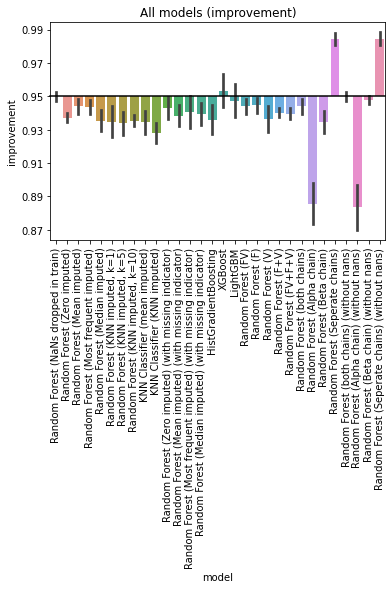 All models (improvement)
improvement
0.99
0.97
0.95
0.93
0.91
0.89
0.87
Random Forest (NaNs dropped in train)
Random Forest (Zero imputed)
Random Forest (Mean imputed)
Random Forest (Most frequent imputed)
Random Forest (Median imputed)
Random Forest (KNN imputed, k=1)
Random Forest (KNN imputed, k=5)
Random Forest (KNN imputed, k=10)
KNN Classifier (mean imputed)
KNN Classifier (KNN imputed)
Random Forest (Zero imputed) (with missing indicator)
Random Forest (Mean imputed) (with missing indicator)
Random Forest (Most frequent imputed) (with missing indicator)
Random Forest (Median imputed) (with missing indicator)
HistGradientBoosting
XGBoost
LightGBM
Random Forest (FV)
Random Forest (F)
Random Forest (V)
Random Forest (F+V)
Random Forest (FV+F+V)
Random Forest (both chains)
Random Forest (Alpha chain)
Random Forest (Beta chain)
Random Forest (Seperate chains)
Random Forest (both chains) (without nans)
Random Forest (Alpha chain) (without nans)
Random Forest (Beta chain) (without nans)
Random Forest (Seperate chains) (without nans)
model